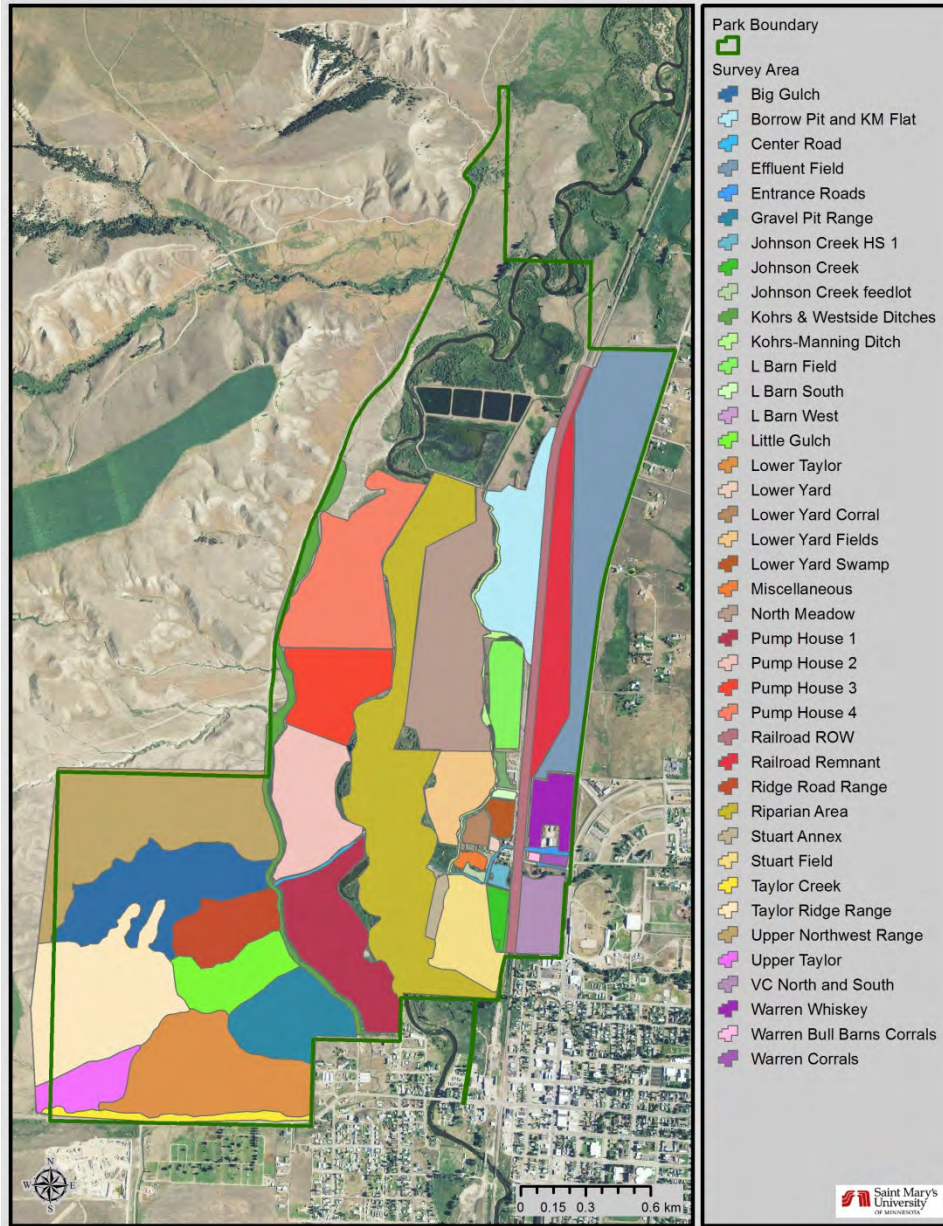 Park Boundary
Survey Area
Big Gulch
Borrow Pit and KM Flat
Center Road
Effluent Field
Entrance Roads
Gravel Pit Range
Johnson Creek HS 1
Johnson Creek
Johnson Creek feedlot
Kohrs & Westside Ditches
Kohrs-Manning Ditch
L Barn Field
L Barn South
L Barn West
Little Gulch
Lower Taylor
Lower Yard
Lower Yard Corral
Lower Yard Fields
Lower Yard Swamp
Miscellaneous
North Meadow
Pump House 1
Pump House 2
Pump House 3
Pump House 4
Railroad ROW
Railroad Remnant
Ridge Road Range
Riparian Area
Stuart Annex
Stuart Field
Taylor Creek
Taylor Ridge Range
Upper Northwest Range
Upper Taylor
VC North and South
Warren Whiskey
Warren Bull Barns Corrals
Warren Corrals
N
W E
S
0 0.15 0.3 0.6 km
Saint Mary's
University
OF MINNESOTA